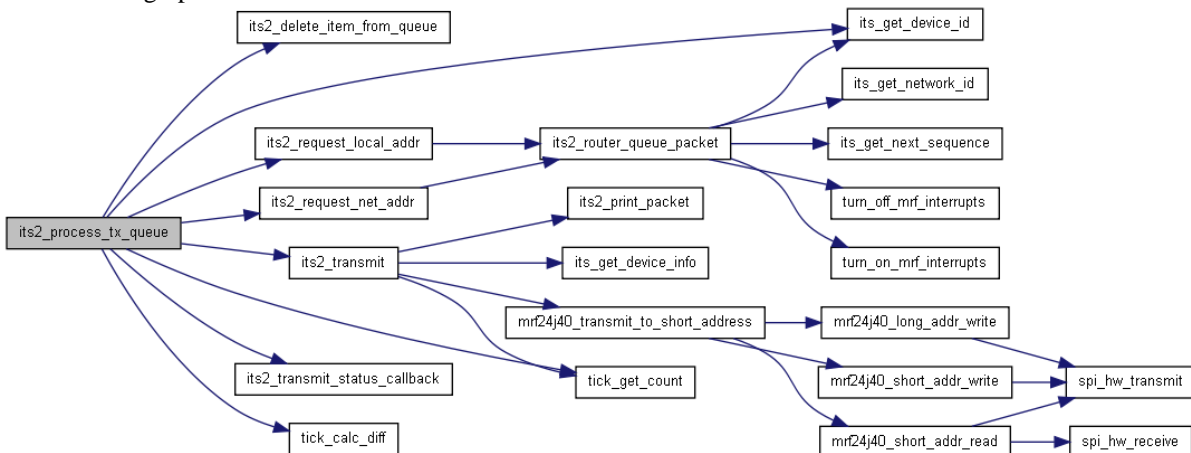 its2_delete_item_from_queue
its_get_device_id
its_get_network_id
its2_request_local_addr
its2_router_queue_packet
its_get_next_sequence
its2_request_net_addr
its2_print_packet
turn_off_mrf_interrupts
its2_process_tx_queue
its2_transmit
its_get_device_info
turn_on_mrf_interrupts
mrf24j40_transmit_to_short_address
mrf24j40_long_addr_write
its2_transmit_status_callback
tick_get_count
mrf24j40_short_addr_write
spi_hw_transmit
tick_calc_diff
mrf24j40_short_addr_read
spi_hw_receive